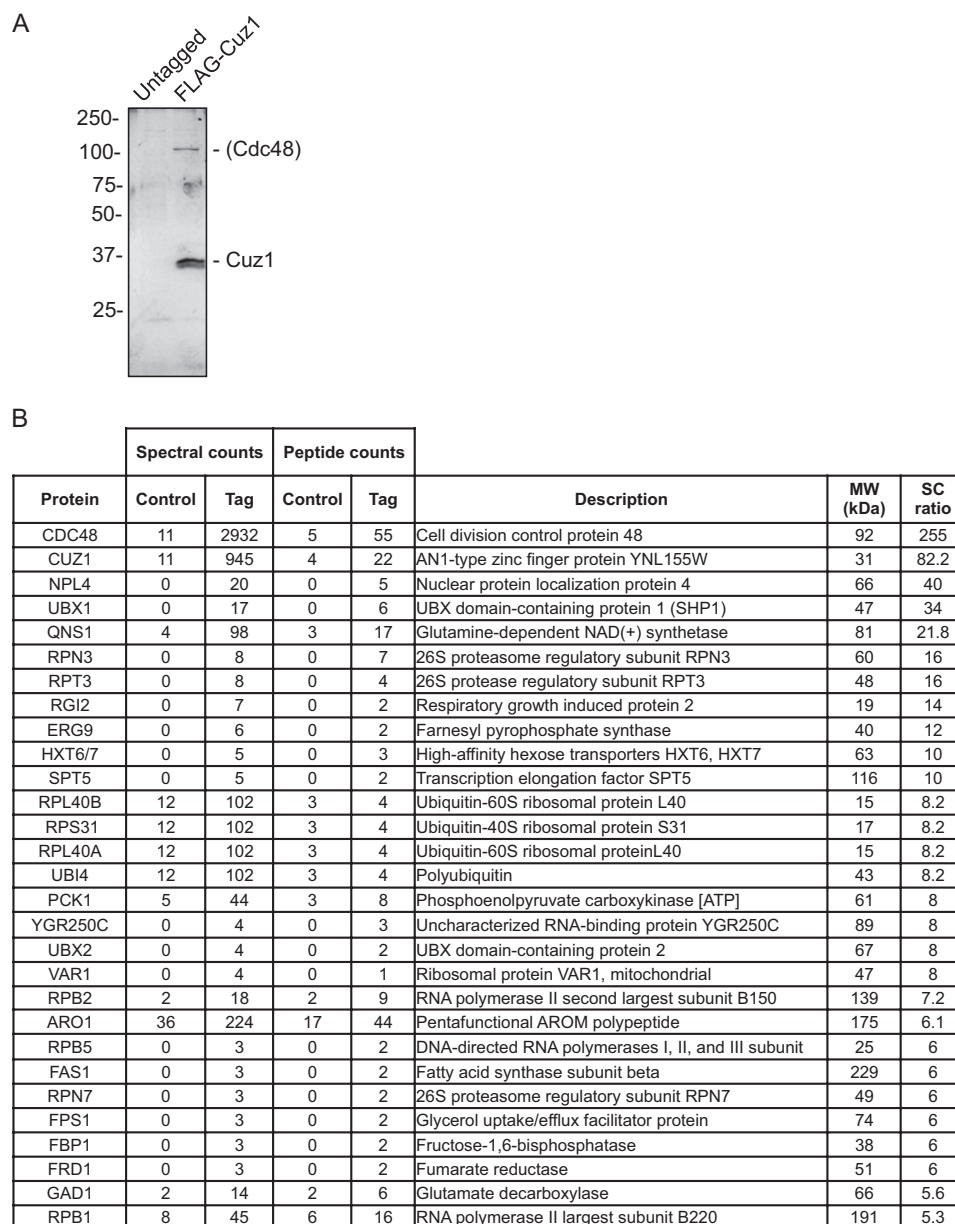 A
Untagged
FLAG-Cuz1
250-
100-
75-
50-
37-
25-
- (Cdc48)
- Cuz1
B
Spectral counts Peptide counts
Protein Control Tag Control Tag Description MW (kDa) SC ratio
CDC48 11 2932 5 55 Cell division control protein 48 92 255
CUZ1 11 945 4 22 AN1-type zinc finger protein YNL155W 31 82.2
NPL4 0 20 0 5 Nuclear protein localization protein 4 66 40
UBX1 0 17 0 6 UBX domain-containing protein 1 (SHP1) 47 34
QNS1 4 98 3 17 Glutamine-dependent NAD(+) synthetase 81 21.8
RPN3 0 8 0 7 26S proteasome regulatory subunit RPN3 60 16
RPT3 0 8 0 4 26S protease regulatory subunit RPT3 48 16
RGI2 0 7 0 2 Respiratory growth induced protein 2 19 14
ERG9 0 6 0 2 Farnesyl pyrophosphate synthase 40 12
HXT6/7 0 5 0 3 High-affinity hexose transporters HXT6, HXT7 63 10
SPT5 0 5 0 2 Transcription elongation factor SPT5 116 10
RPL40B 12 102 3 4 Ubiquitin-60S ribosomal protein L40 15 8.2
RPS31 12 102 3 4 Ubiquitin-40S ribosomal protein S31 17 8.2
RPL40A 12 102 3 4 Ubiquitin-60S ribosomal proteinL40 15 8.2
UBI4 12 102 3 4 Polyubiquitin 43 8.2
PCK1 5 44 3 8 Phosphoenolpyruvate carboxykinase [ATP] 61 8
YGR250C 0 4 0 3 Uncharacterized RNA-binding protein YGR250C 89 8
UBX2 0 4 0 2 UBX domain-containing protein 2 67 8
VAR1 0 4 0 1 Ribosomal protein VAR1, mitochondrial 47 8
RPB2 2 18 2 9 RNA polymerase II second largest subunit B150 139 7.2
ARO1 36 224 17 44 Pentafunctional AROM polypeptide 175 6.1
RPB5 0 3 0 2 DNA-directed RNA polymerases I, II, and III subunit 25 6
FAS1 0 3 0 2 Fatty acid synthase subunit beta 229 6
RPN7 0 3 0 2 26S proteasome regulatory subunit RPN7 49 6
FPS1 0 3 0 2 Glycerol uptake/efflux facilitator protein 74 6
FBP1 0 3 0 2 Fructose-1,6-bisphosphatase 38 6
FRD1 0 3 0 2 Fumarate reductase 51 6
GAD1 2 14 2 6 Glutamate decarboxylase 66 5.6
RPB1 8 45 6 16 RNA polymerase II largest subunit B220 191 5.3